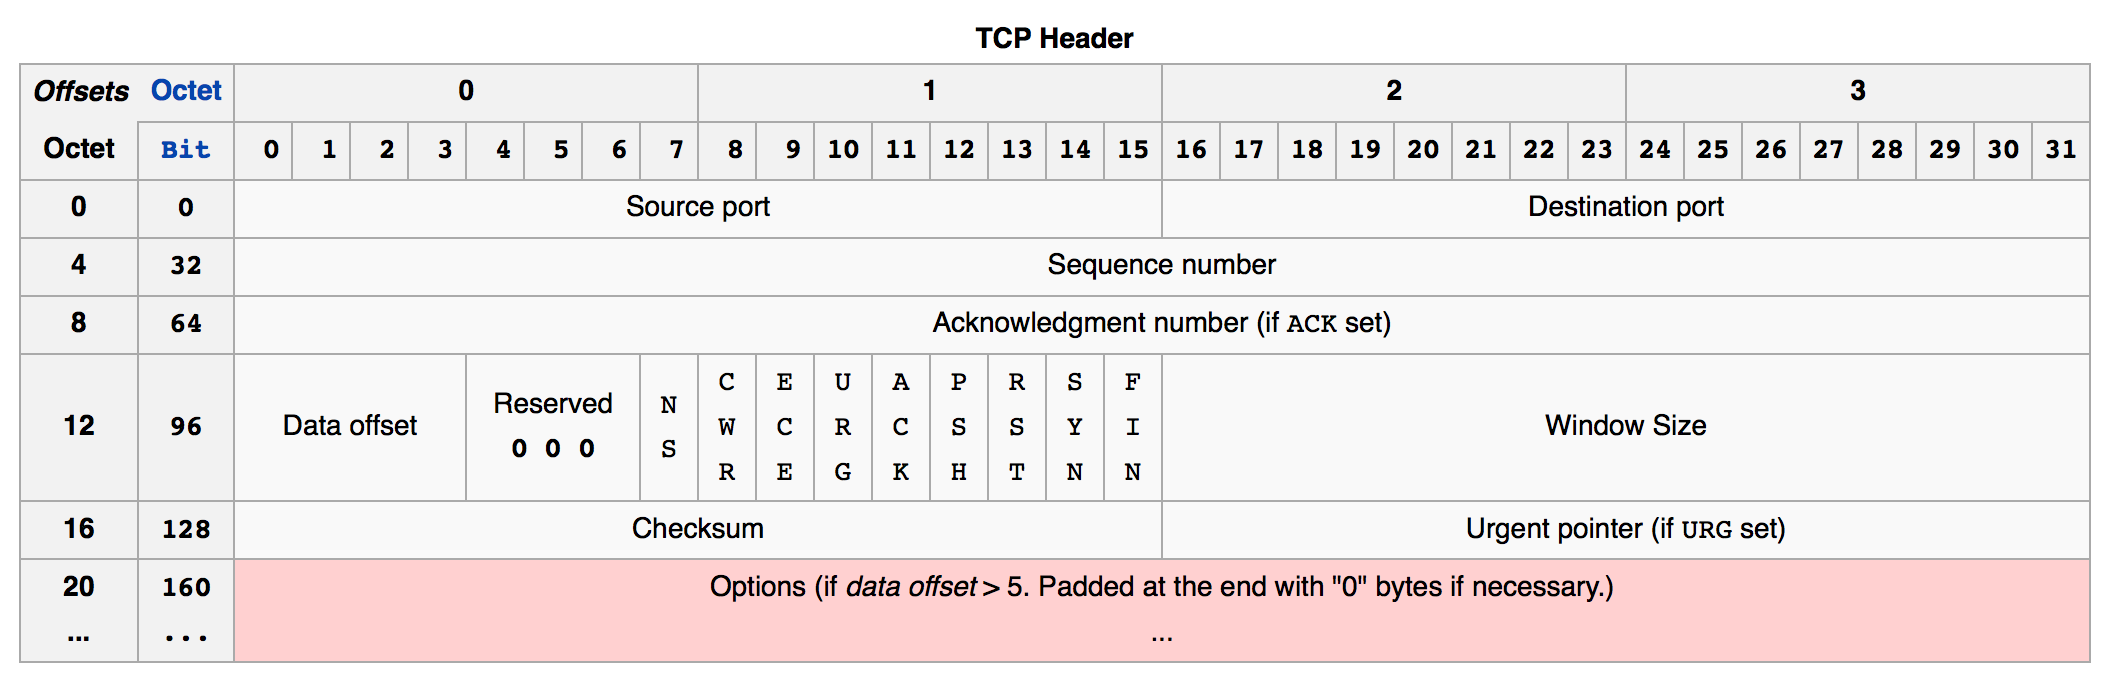 TCP Header
Offsets Octet 0 1 2 3
Octet Bit 0 1 2 3 4 5 6 7 8 9 10 11 12 13 14 15 16 17 18 19 20 21 22 23 24 25 26 27 28 29 30 31
0 0 Source port Destination port
4 32 Sequence number
8 64 Acknowledgment number (if ACK set)
12 96 Data offset Reserved 0 0 0 NS CWR ECE URG ACK PSH RST SYN FIN Window Size
16 128 Checksum Urgent pointer (if URG set)
20 160 Options (if data offset > 5. Padded at the end with "0" bytes if necessary.)
... ... ...